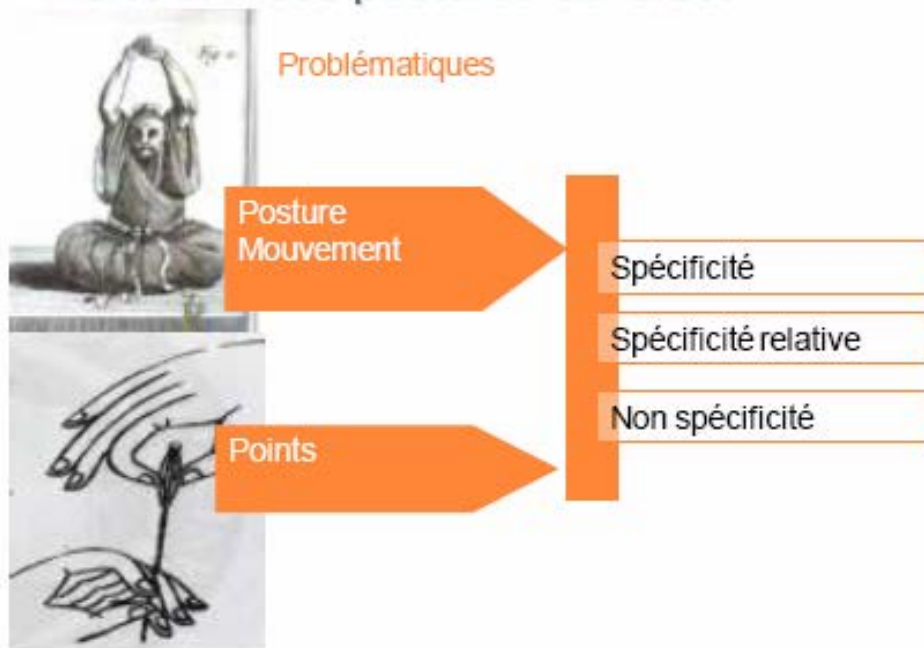 Problématiques
Posture
Mouvement
Spécificité
Spécificité relative
Points
Non spécificité